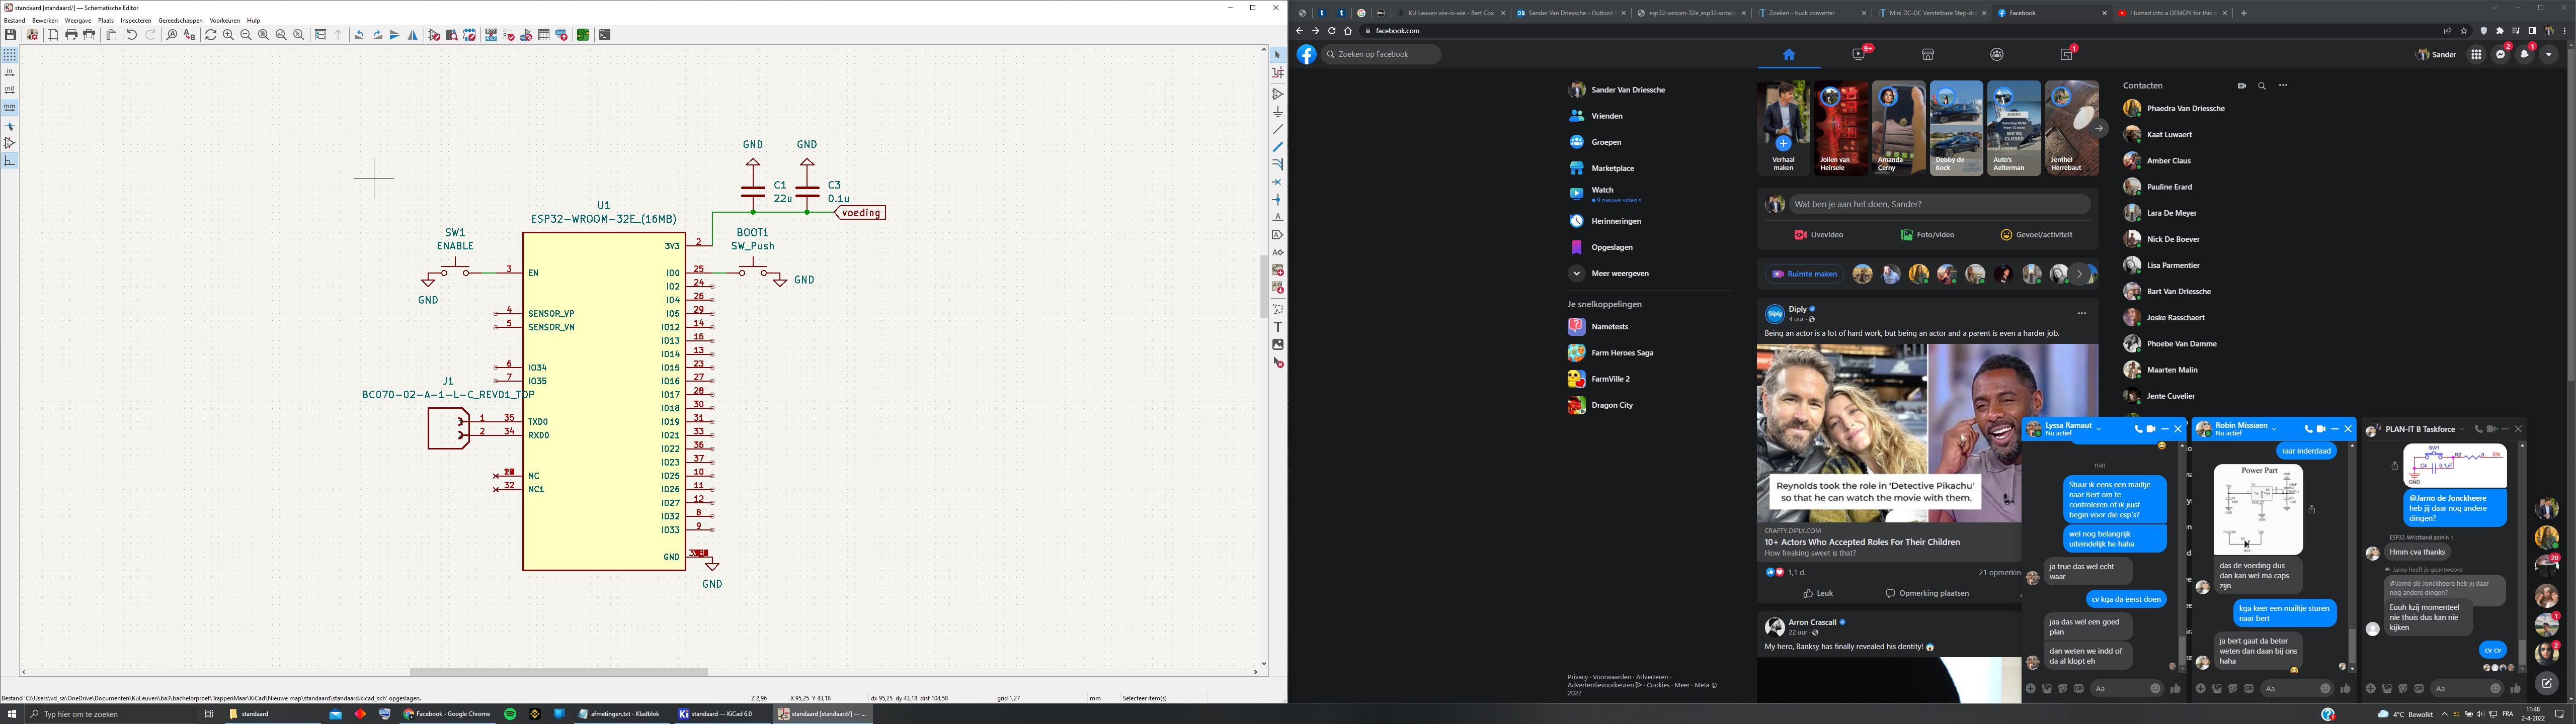 standaard [standaard/] — Schematische Editor
Bestand Bewerken Weergave Plaats Inspecteren Gereedschappen Voorkeuren Hulp
in
mil
mm
GND GND
C1 C3
22u 0.1u
voeding
U1
ESP32-WROOM-32E_(16MB)
SW1
ENABLE
BOOT1
SW_Push
GND
GND
3 EN
4 SENSOR_VP
5 SENSOR_VN
6 IO34
7 IO35
J1
BC070-02-A-1-L-C_REVD1_TOP
1 35 TXD0
2 34 RXD0
NC
32 NC1
3V3 2
IO0 25
IO2 24
IO4 26
IO5 29
IO12 14
IO13 16
IO14 13
IO15 23
IO16 27
IO17 28
IO18 30
IO19 31
IO21 33
IO22 36
IO23 37
IO25 10
IO26 11
IO27 12
IO32 8
IO33 9
GND
GND
Bestand 'C:\Users\vd_sa\OneDrive\Documenten\KuLeuven\ba3\bachelorproef\TrappenMaar\KiCad\Nieuwe map\standaard\standaard.kicad_sch' opgeslagen.
Z 2,96
X 95,25 Y 43,18
dx 95,25 dy 43,18 dist 104,58
grid 1,27
mm
Selecteer item(s)
KU Leuven wie-is-wie - Bert Cox
Sander Van Driessche - Outlook
esp32-wroom-32e_esp32-wroo
Zoeken - buck converter
Mini DC-DC Verstelbare Step-d
Facebook
I turned into a DEMON for this
facebook.com
Zoeken op Facebook
9+
1
Sander
2
1
Sander Van Driessche
Vrienden
Groepen
Marketplace
Watch
9 nieuwe video's
Herinneringen
Opgeslagen
Meer weergeven
Je snelkoppelingen
Nametests
Farm Heroes Saga
FarmVille 2
Dragon City
Privacy · Voorwaarden · Adverteren ·
Advertentievoorkeuren · Cookies · Meer · Meta ©
2022
Verhaal
maken
Jolien van
Heirsele
Amanda
Cerny
WE'RE
CLOSED
Debby de
Kock
Auto's
Aelterman
Jenthel
Herrebaut
Wat ben je aan het doen, Sander?
Livevideo
Foto/video
Gevoel/activiteit
Ruimte maken
Diply
4 uur ·
Being an actor is a lot of hard work, but being an actor and a parent is even a harder job.
Reynolds took the role in 'Detective Pikachu'
so that he can watch the movie with them.
CRAFTY.DIPLY.COM
10+ Actors Who Accepted Roles For Their Children
How freaking sweet is that?
1,1 d.
21 opmerkin
Leuk
Opmerking plaatsen
Arron Crascall
22 uur ·
My hero, Banksy has finally revealed his dentity!
Contacten
Phaedra Van Driessche
Kaat Luwaert
Amber Claus
Pauline Erard
Lara De Meyer
Nick De Boever
Lisa Parmentier
Bart Van Driessche
Joske Rasschaert
Phoebe Van Damme
Maarten Malin
Jente Cuvelier
Lyssa Ramaut
Nu actief
11:41
Stuur ik eens een mailtje
naar Bert om te
controleren of ik juist
begin voor die esp's?
wel nog belangrijk
uiteindelijk he haha
ja true das wel echt
waar
cv kga da eerst doen
jaa das wel een goed
plan
dan weten we indd of
da al klopt eh
Aa
Robin Missiaen
Nu actief
raar inderdaad
Power Part
das de voeding dus
dan kan wel ma caps
zijn
kga keer een mailtje sturen
naar bert
ja bert gaat da beter
weten dan daan bij ons
haha
Aa
PLAN-IT B Taskforce
SW1
R2 0 EN
C4 0.1uF
GND
@Jarno de Jonckheere
heb jij daar nog andere
dingen?
ESP32-Wristband admin 1
Hmm cva thanks
Jarno heeft je geantwoord
@Jarno de Jonckheere heb jij daar
nog andere dingen?
Euuh kzij momenteel
nie thuis dus kan nie
kijken
cv cv
Aa
20
1
2
Typ hier om te zoeken
standaard
Facebook - Google Chrome
afmetingen.txt - Kladblok
standaard — KiCad 6.0
standaard [standaard/] — ...
4°C Bewolkt
60
FRA
11:48
2-4-2022